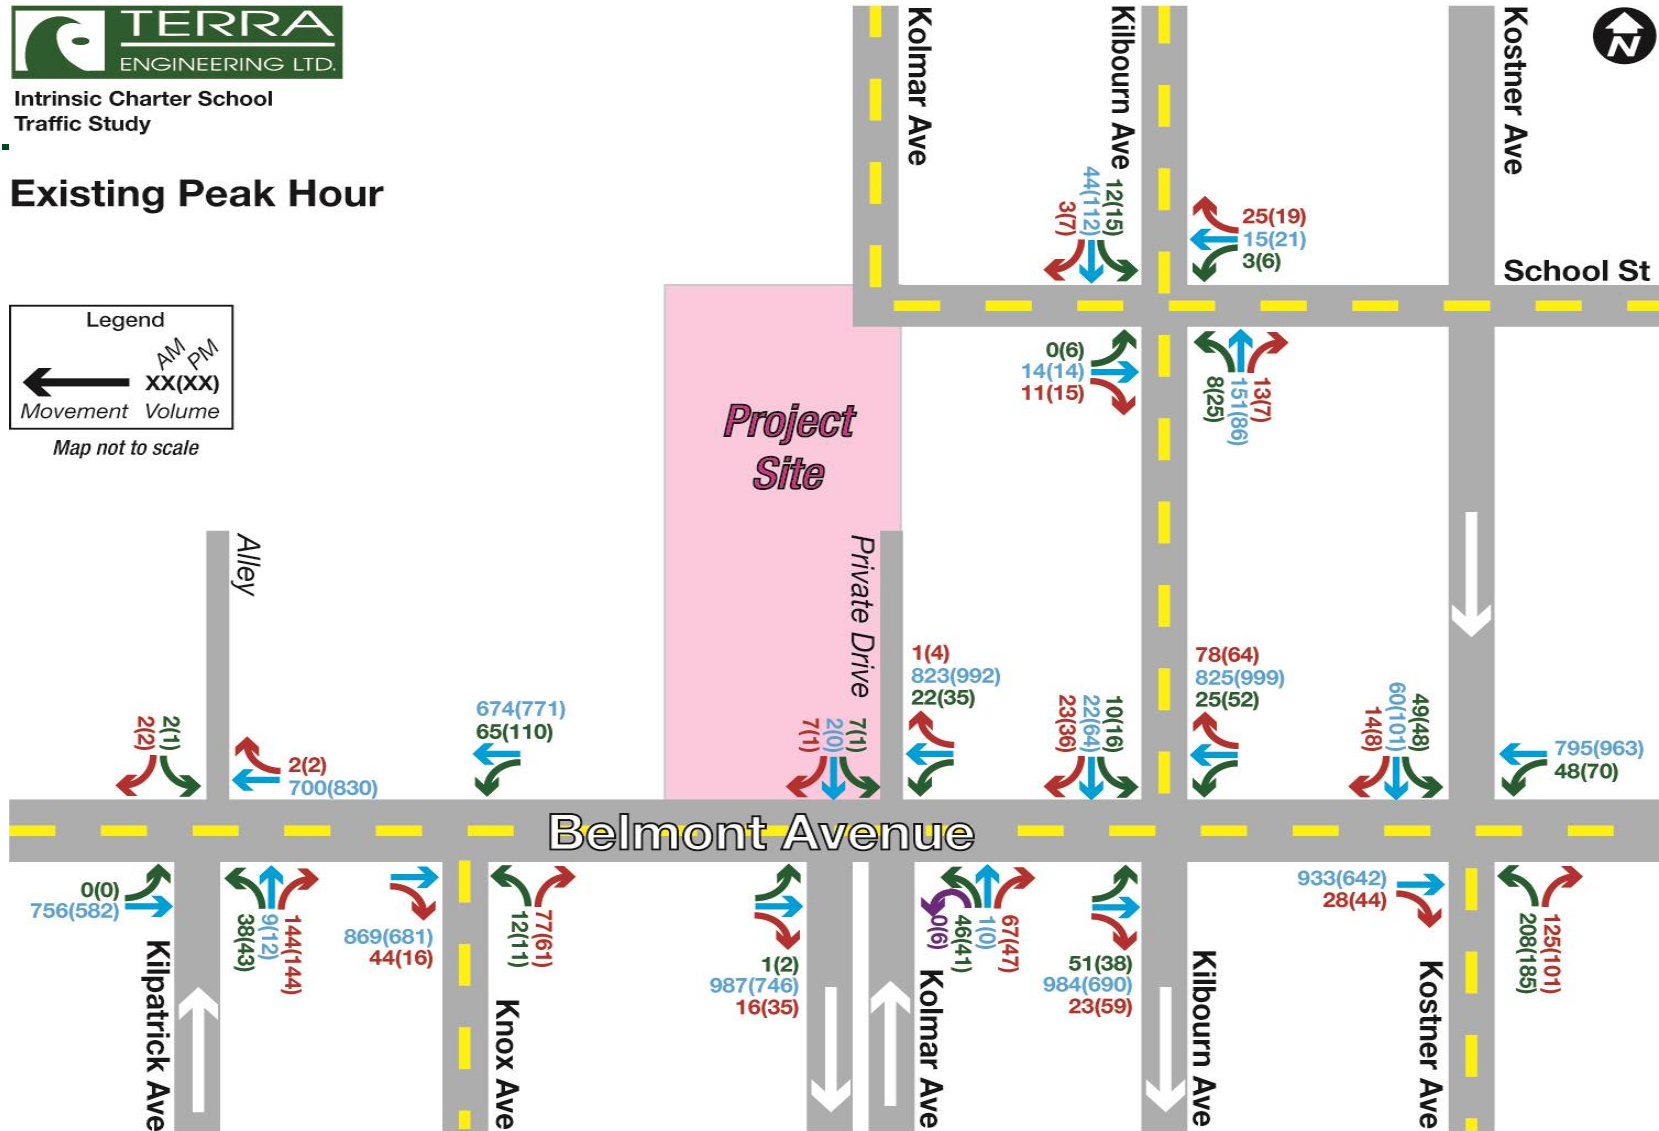 TERRA
ENGINEERING LTD.
Intrinsic Charter School
Traffic Study
Existing Peak Hour
N
Kolmar Ave
Kilbourn Ave
Kostner Ave
School St
3(7)
44(112)
12(15)
25(19)
15(21)
3(6)
0(6)
14(14)
11(15)
8(25)
151(86)
13(7)
Legend
AM
PM
XX(XX)
Movement
Volume
Map not to scale
Project
Site
Alley
Private Drive
2(2)
2(1)
2(2)
700(830)
674(771)
65(110)
7(1)
2(0)
7(1)
1(4)
823(992)
22(35)
23(36)
22(64)
10(16)
78(64)
825(999)
25(52)
14(8)
60(101)
49(48)
795(963)
48(70)
Belmont Avenue
0(0)
756(582)
38(43)
9(12)
144(144)
869(681)
44(16)
12(11)
77(61)
1(2)
987(746)
16(35)
0(6)
46(41)
1(0)
67(47)
51(38)
984(690)
23(59)
933(642)
28(44)
208(185)
125(101)
Kilpatrick Ave
Knox Ave
Kolmar Ave
Kilbourn Ave
Kostner Ave